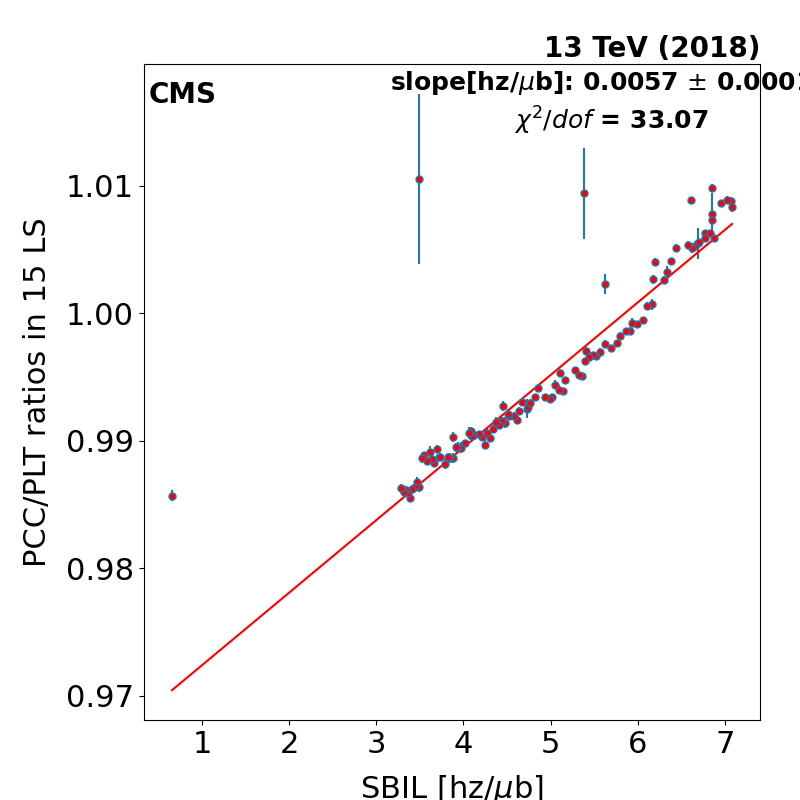 13 TeV (2018)
CMS
slope[hz/μb]: 0.0057 ± 0.0001
χ²/dof = 33.07
PCC/PLT ratios in 15 LS
1.01
1.00
0.99
0.98
0.97
1 2 3 4 5 6 7
SBIL [hz/μb]